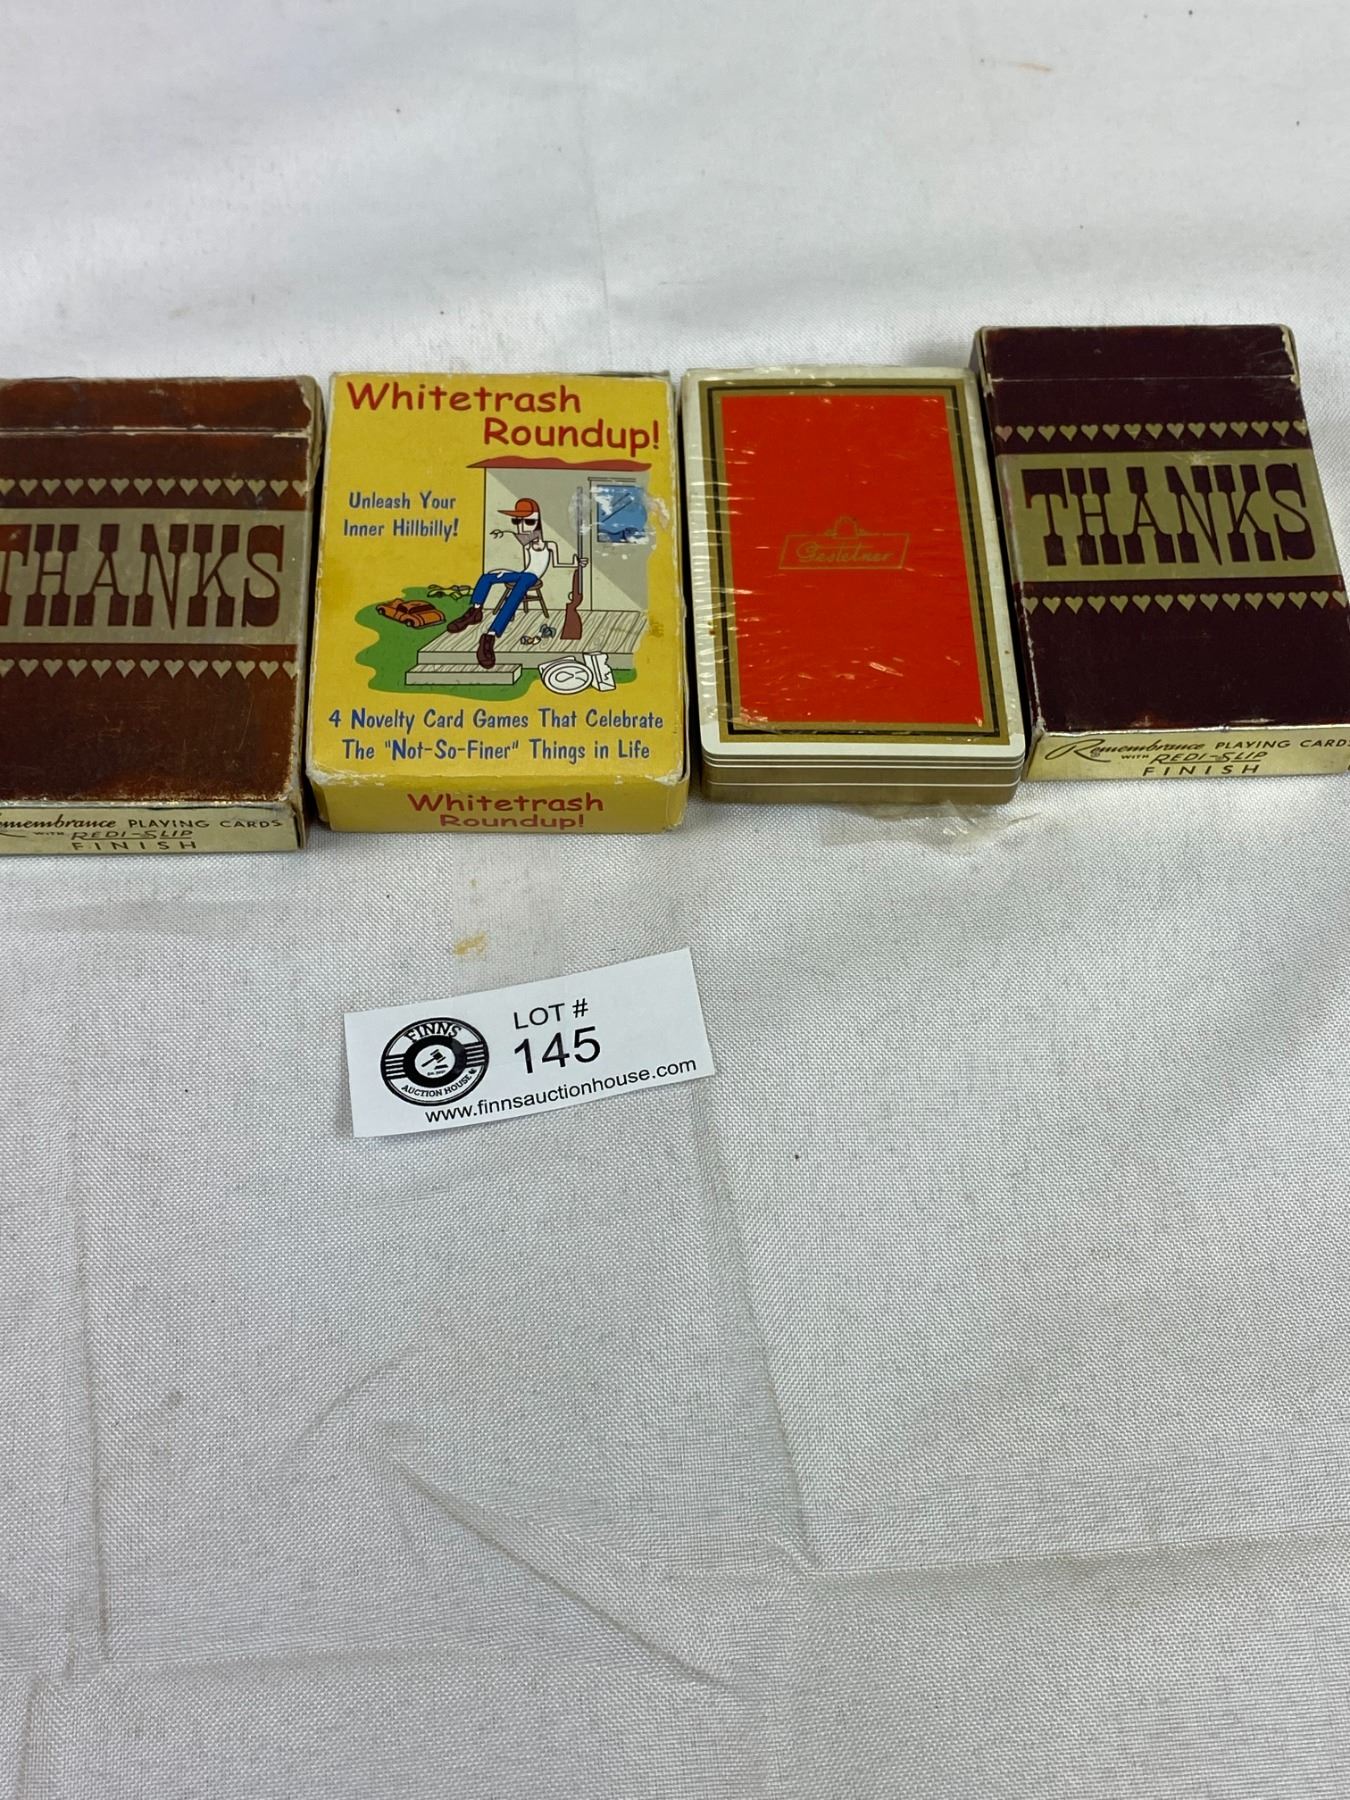 THANKS
Remembrance PLAYING CARDS
WITH REDI-SLIP
FINISH
Whitetrash
Roundup!
Unleash Your
Inner Hillbilly!
4 Novelty Card Games That Celebrate
The "Not-So-Finer" Things in Life
Whitetrash
Roundup!
Gestetner
THANKS
Remembrance PLAYING CARDS
WITH REDI-SLIP
FINISH
FINNS
AUCTION HOUSE
LOT #
145
www.finnsauctionhouse.com